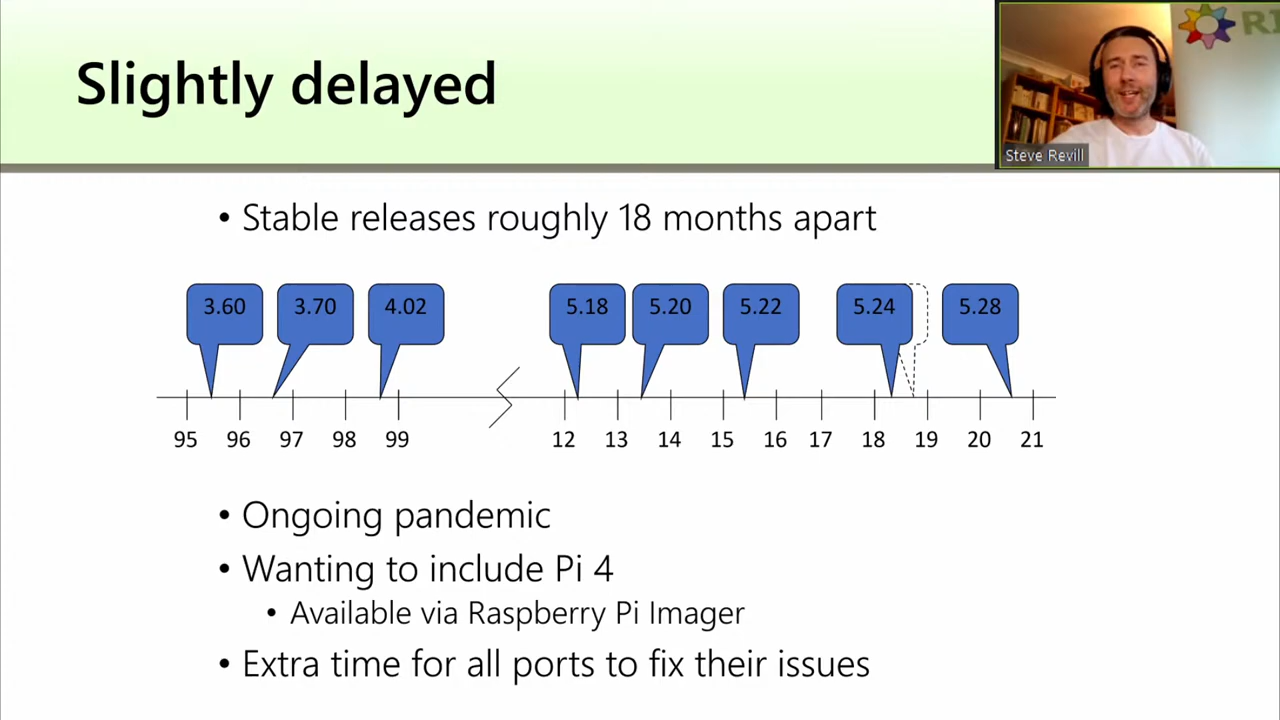 Slightly delayed
RI
Steve Revill
• Stable releases roughly 18 months apart
3.60 3.70 4.02 5.18 5.20 5.22 5.24 5.28
95 96 97 98 99 12 13 14 15 16 17 18 19 20 21
• Ongoing pandemic
• Wanting to include Pi 4
• Available via Raspberry Pi Imager
• Extra time for all ports to fix their issues